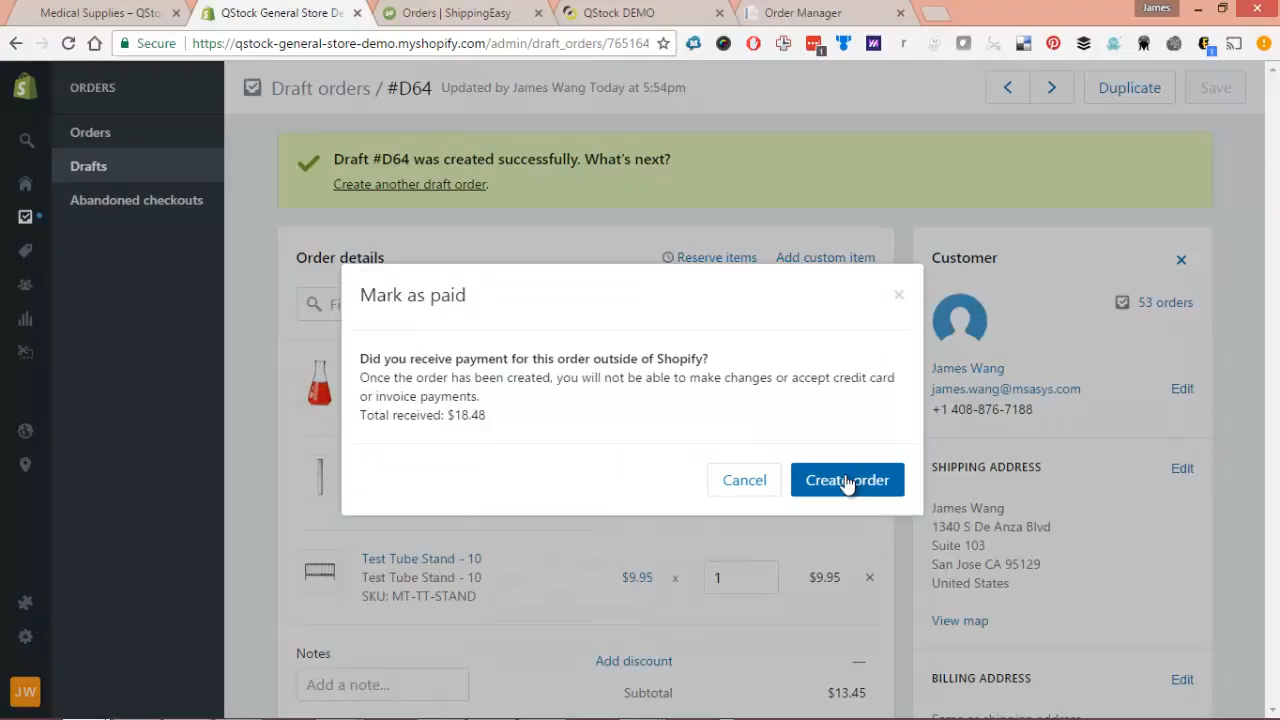 Medical Supplies – QSto
QStock General Store De
Orders | ShippingEasy
QStock DEMO
Order Manager
James
Secure
https://qstock-general-store-demo.myshopify.com/admin/draft_orders/765164
ORDERS
Orders
Drafts
Abandoned checkouts
JW
Draft orders / #D64 Updated by James Wang Today at 5:54pm
Duplicate
Save
Draft #D64 was created successfully. What's next?
Create another draft order.
Order details
Reserve items
Add custom item
Fi
Mark as paid
Did you receive payment for this order outside of Shopify?
Once the order has been created, you will not be able to make changes or accept credit card
or invoice payments.
Total received: $18.48
Cancel
Create order
Test Tube Stand - 10
Test Tube Stand - 10
SKU: MT-TT-STAND
$9.95 x 1 $9.95 ×
Notes
Add a note...
Add discount —
Subtotal $13.45
Customer
53 orders
James Wang
james.wang@msasys.com
Edit
+1 408-876-7188
SHIPPING ADDRESS
Edit
James Wang
1340 S De Anza Blvd
Suite 103
San Jose CA 95129
United States
View map
BILLING ADDRESS
Edit